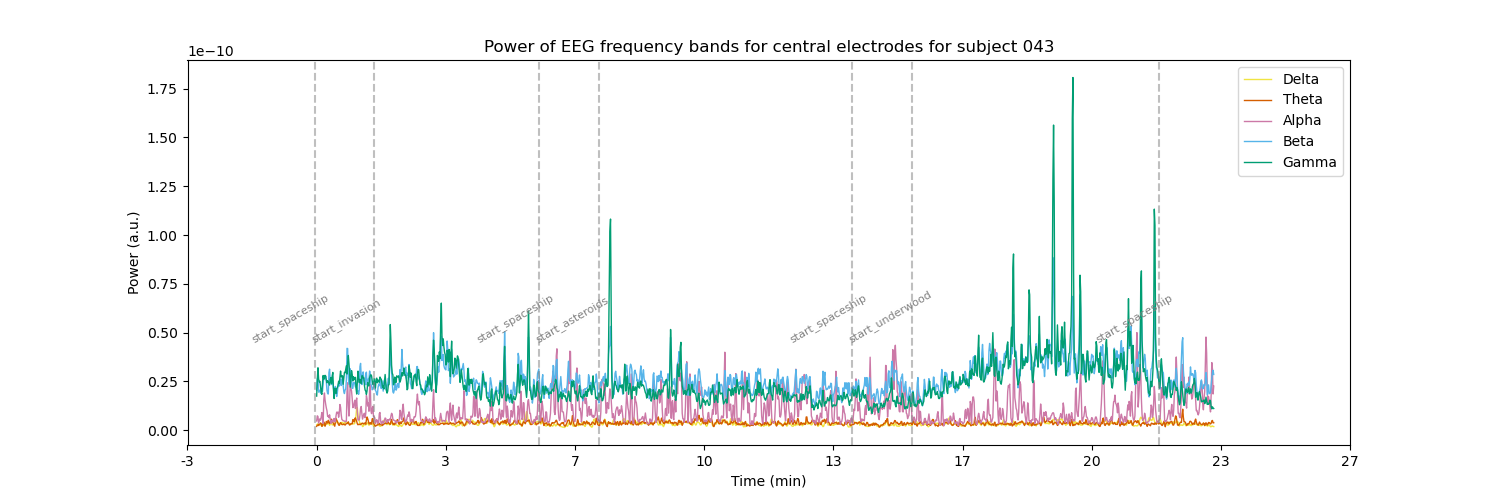 Power of EEG frequency bands for central electrodes for subject 043
1e−10
Power (a.u.)
1.75
1.50
1.25
1.00
0.75
0.50
0.25
0.00
start_spaceship
start_invasion
start_spaceship
start_asteroids
start_spaceship
start_underwood
start_spaceship
Delta
Theta
Alpha
Beta
Gamma
-3
0
3
7
10
13
17
20
23
27
Time (min)